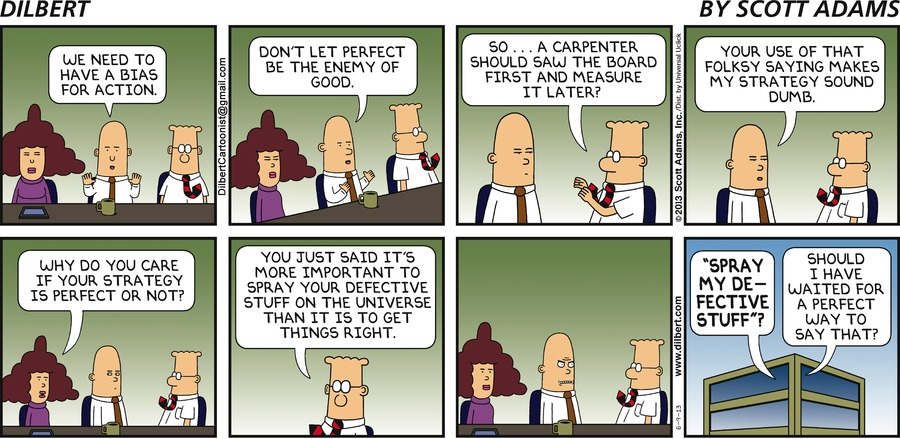 DILBERT
BY SCOTT ADAMS
WE NEED TO
HAVE A BIAS
FOR ACTION.
DilbertCartoonist@gmail.com
DON'T LET PERFECT
BE THE ENEMY OF
GOOD.
SO . . . A CARPENTER
SHOULD SAW THE BOARD
FIRST AND MEASURE
IT LATER?
©2013 Scott Adams, Inc. /Dist. by Universal Uclick
YOUR USE OF THAT
FOLKSY SAYING MAKES
MY STRATEGY SOUND
DUMB.
WHY DO YOU CARE
IF YOUR STRATEGY
IS PERFECT OR NOT?
YOU JUST SAID IT'S
MORE IMPORTANT TO
SPRAY YOUR DEFECTIVE
STUFF ON THE UNIVERSE
THAN IT IS TO GET
THINGS RIGHT.
www.dilbert.com
6-9-13
"SPRAY
MY DE-
FECTIVE
STUFF"?
SHOULD
I HAVE
WAITED FOR
A PERFECT
WAY TO
SAY THAT?